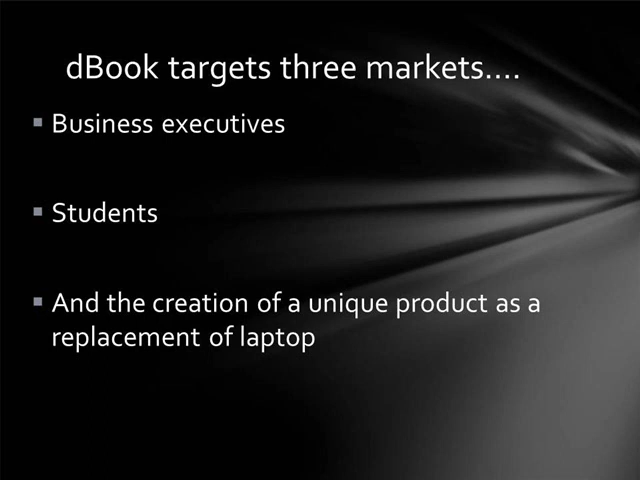 dBook targets three markets....
Business executives
Students
And the creation of a unique product as a
replacement of laptop